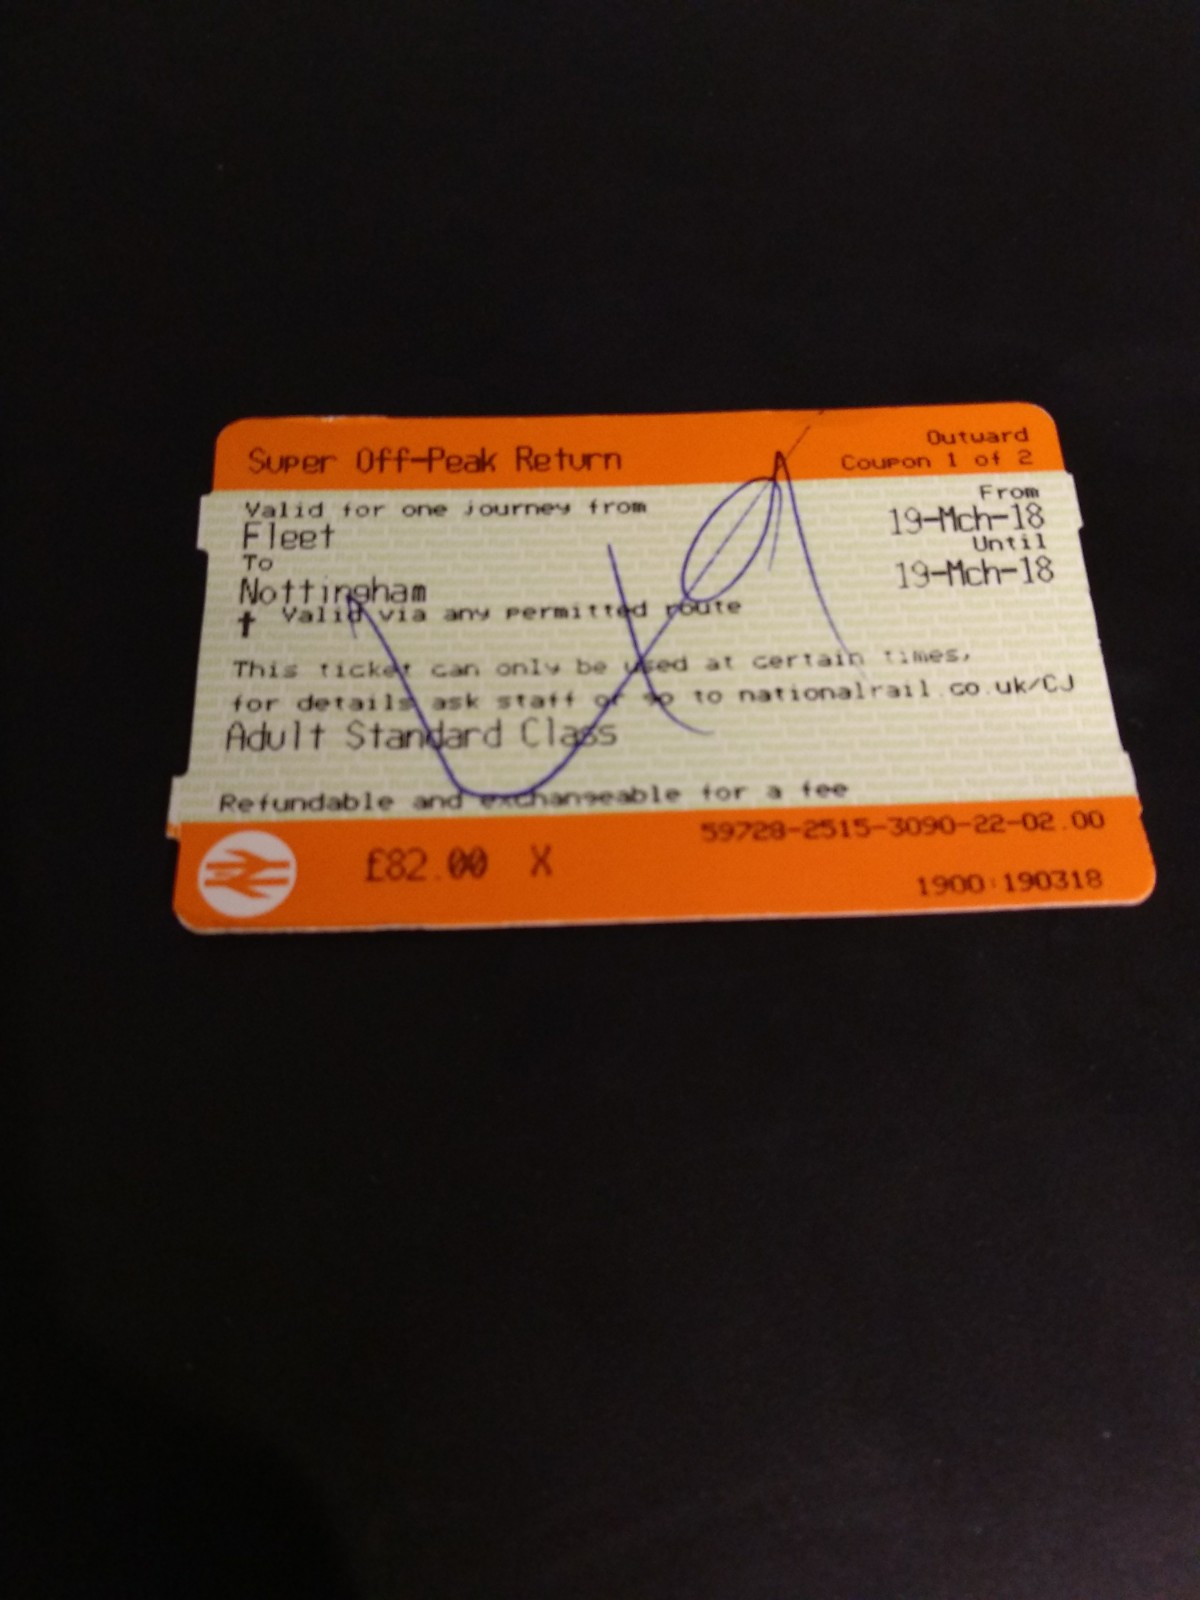 Super Off-Peak Return
Outward
Coupon 1 of 2
Valid for one journey from
Fleet
To
Nottingham
† Valid via any permitted route
From
19-Mch-18
Until
19-Mch-18
This ticket can only be used at certain times,
for details ask staff or go to nationalrail.co.uk/CJ
Adult Standard Class
Refundable and exchangeable for a fee
£82.00 X
59728-2515-3090-22-02.00
1900 190318